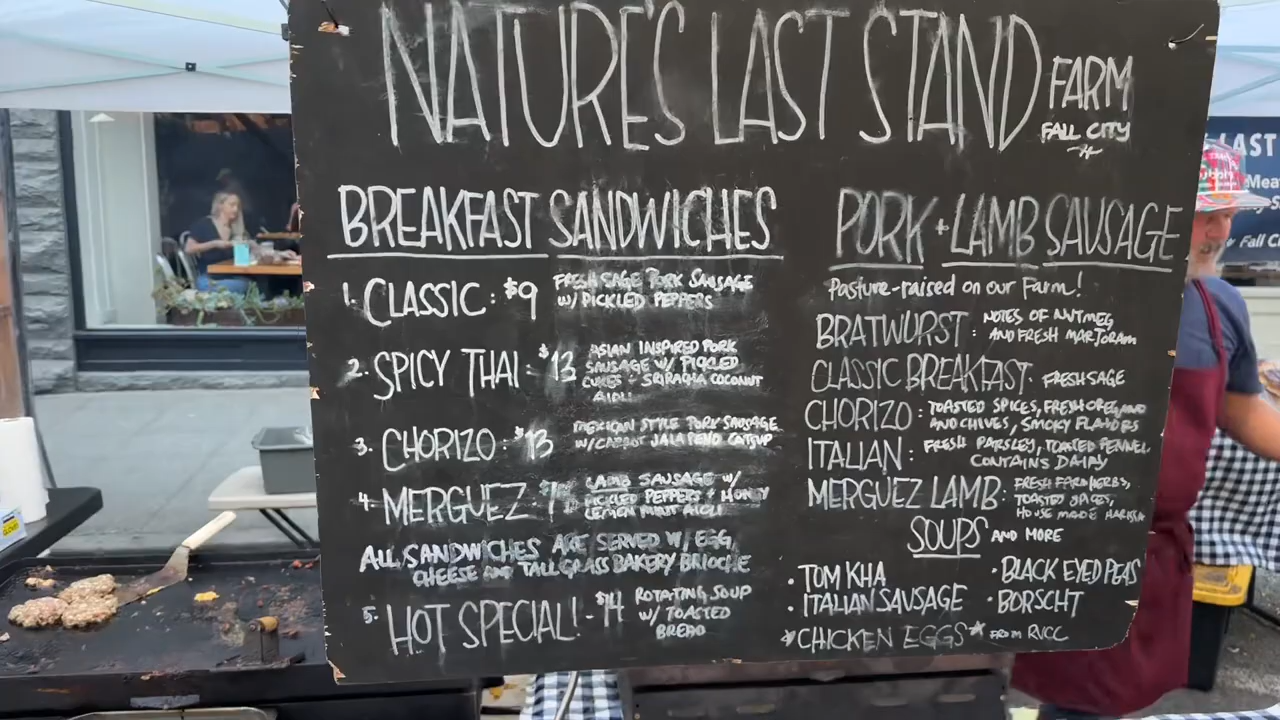 NATURE'S LAST STAND
FARM
FALL CITY
BREAKFAST SANDWICHES
1. CLASSIC: $9 FRESH SAGE PORK SAUSAGE
W/ PICKLED PEPPERS
2. SPICY THAI: $13 ASIAN INSPIRED PORK
SAUSAGE W/ PICKLED
CUKES + SRIRACHA COCONUT
AIOLI
3. CHORIZO: $13 MEXICAN STYLE PORK SAUSAGE
W/ CARROT JALAPENO CATSUP
4. MERGUEZ LAMB SAUSAGE W/
PICKLED PEPPERS + HONEY
LEMON MINT AIOLI
ALL SANDWICHES ARE SERVED W/ EGG,
CHEESE AND TALL GRASS BAKERY BRIOCHE
5. HOT SPECIAL! - $14 ROTATING SOUP
W/ TOASTED
BREAD
PORK + LAMB SAUSAGE
Pasture-raised on our Farm!
BRATWURST: NOTES OF NUTMEG
AND FRESH MARJORAM
CLASSIC BREAKFAST: FRESH SAGE
CHORIZO: TOASTED SPICES, FRESH OREGANO
AND CHIVES, SMOKY FLAVORS
ITALIAN: FRESH PARSLEY, TOASTED FENNEL
CONTAINS DAIRY
MERGUEZ LAMB: FRESH FARM HERBS,
TOASTED SPICES,
HOUSE MADE HARISSA
SOUPS AND MORE
• TOM KHA
• ITALIAN SAUSAGE
• BLACK EYED PEAS
• BORSCHT
*CHICKEN EGGS* FROM RVCC
LAST
Mea
Fall Ci